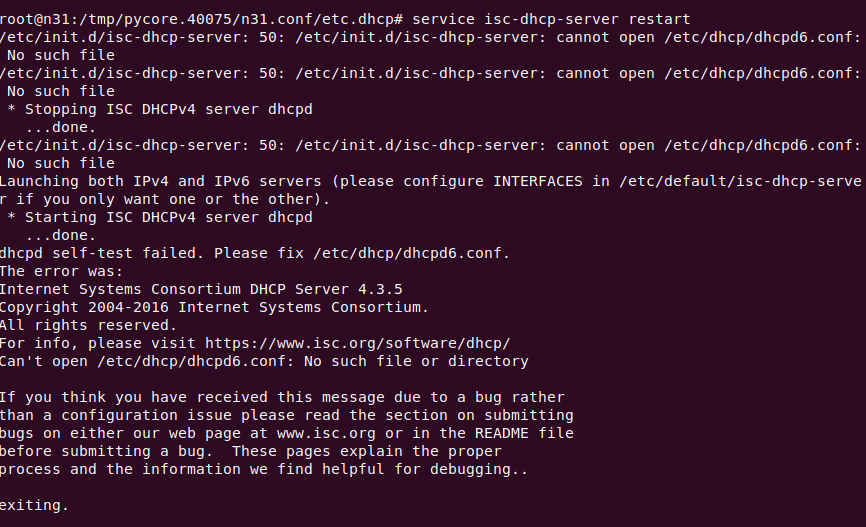 root@n31:/tmp/pycore.40075/n31.conf/etc.dhcp# service isc-dhcp-server restart
/etc/init.d/isc-dhcp-server: 50: /etc/init.d/isc-dhcp-server: cannot open /etc/dhcp/dhcpd6.conf:
 No such file
/etc/init.d/isc-dhcp-server: 50: /etc/init.d/isc-dhcp-server: cannot open /etc/dhcp/dhcpd6.conf:
 No such file
 * Stopping ISC DHCPv4 server dhcpd
   ...done.
/etc/init.d/isc-dhcp-server: 50: /etc/init.d/isc-dhcp-server: cannot open /etc/dhcp/dhcpd6.conf:
 No such file
Launching both IPv4 and IPv6 servers (please configure INTERFACES in /etc/default/isc-dhcp-serve
r if you only want one or the other).
 * Starting ISC DHCPv4 server dhcpd
   ...done.
dhcpd self-test failed. Please fix /etc/dhcp/dhcpd6.conf.
The error was:
Internet Systems Consortium DHCP Server 4.3.5
Copyright 2004-2016 Internet Systems Consortium.
All rights reserved.
For info, please visit https://www.isc.org/software/dhcp/
Can't open /etc/dhcp/dhcpd6.conf: No such file or directory

If you think you have received this message due to a bug rather
than a configuration issue please read the section on submitting
bugs on either our web page at www.isc.org or in the README file
before submitting a bug.  These pages explain the proper
process and the information we find helpful for debugging..

exiting.